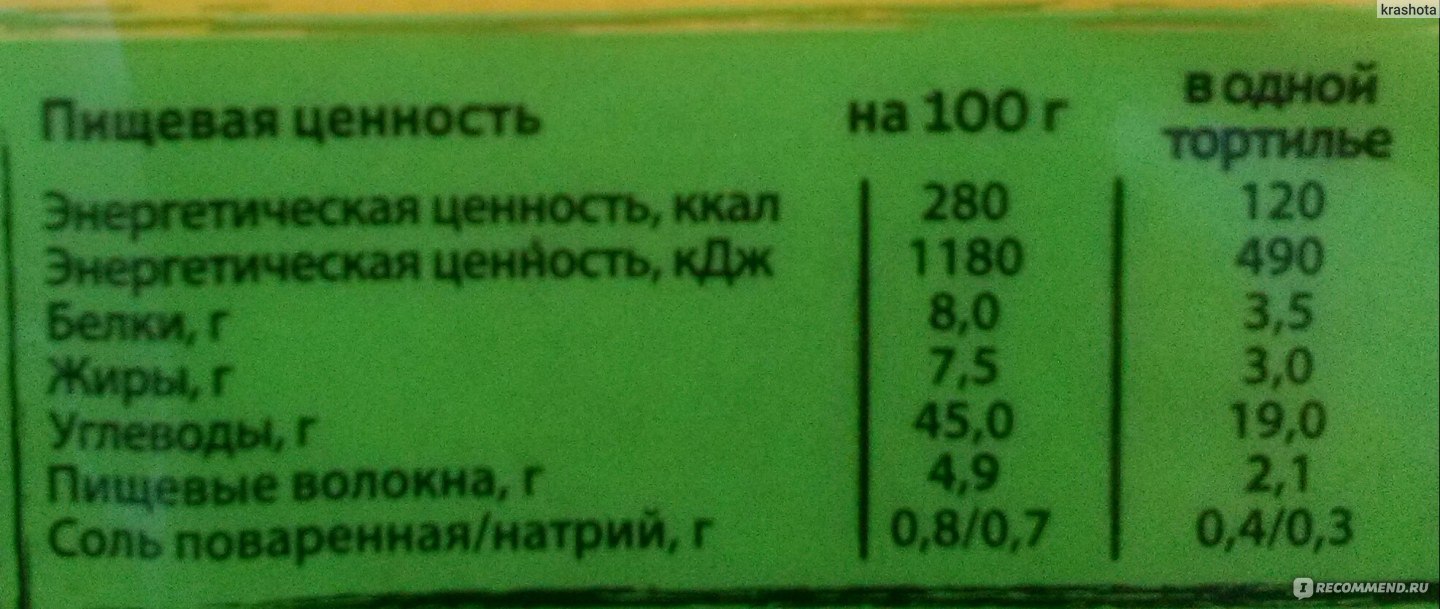 krashota
Пищевая ценность на 100 г в одной тортилье
Энергетическая ценность, ккал 280 120
Энергетическая ценность, кДж 1180 490
Белки, г 8,0 3,5
Жиры, г 7,5 3,0
Углеводы, г 45,0 19,0
Пищевые волокна, г 4,9 2,1
Соль поваренная/натрий, г 0,8/0,7 0,4/0,3
IRECOMMEND.RU